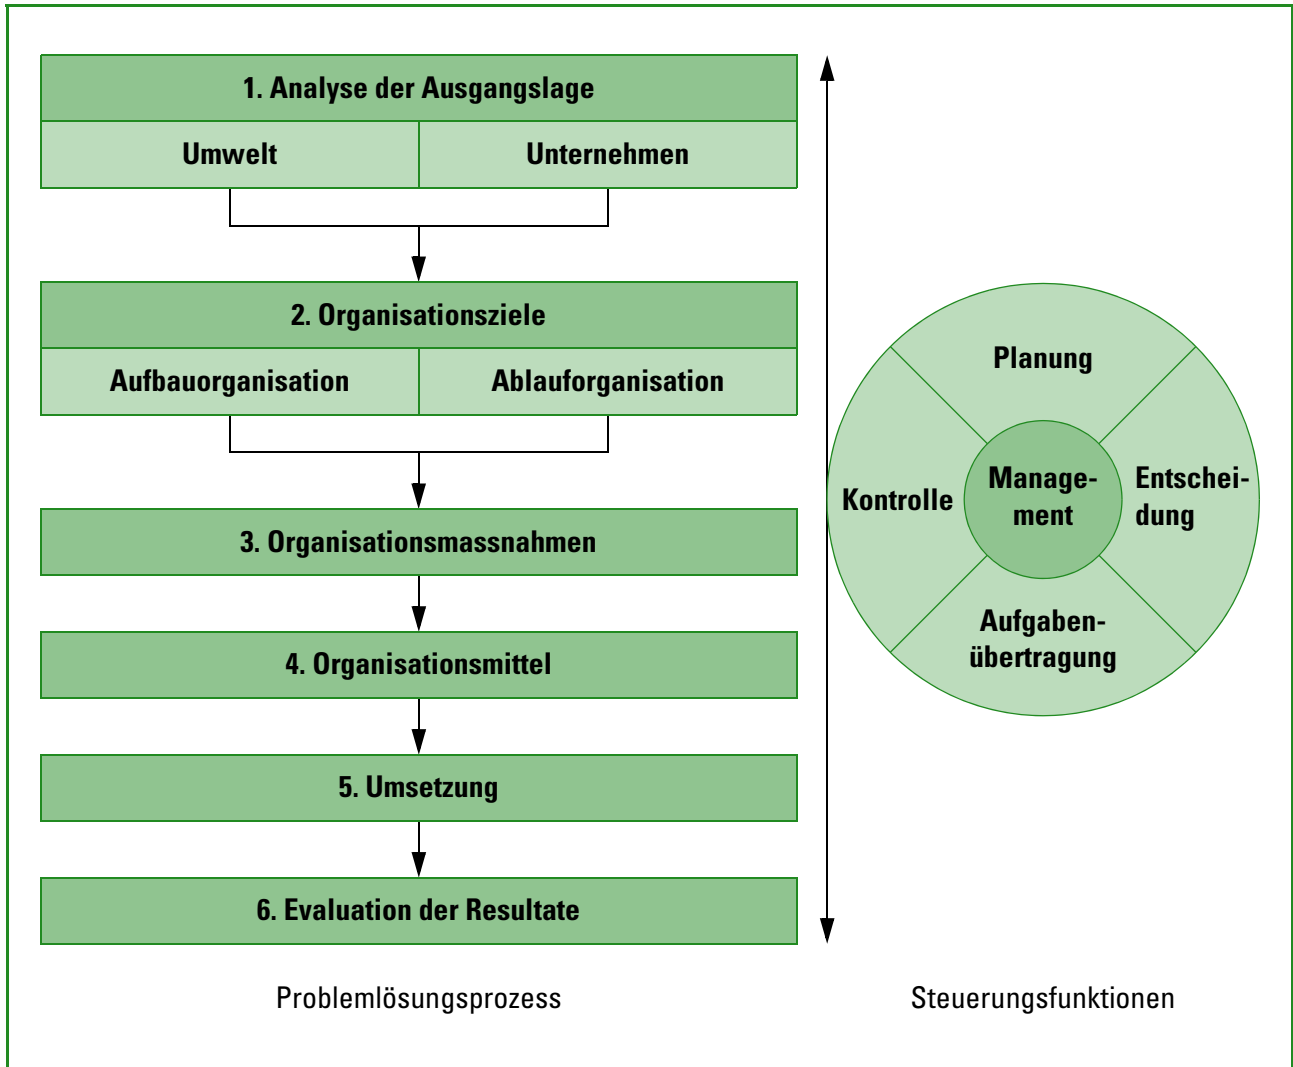 1. Analyse der Ausgangslage
Umwelt
Unternehmen
2. Organisationsziele
Aufbauorganisation
Ablauforganisation
3. Organisationsmassnahmen
4. Organisationsmittel
5. Umsetzung
6. Evaluation der Resultate
Problemlösungsprozess
Planung
Kontrolle
Manage-
ment
Entschei-
dung
Aufgaben-
übertragung
Steuerungsfunktionen